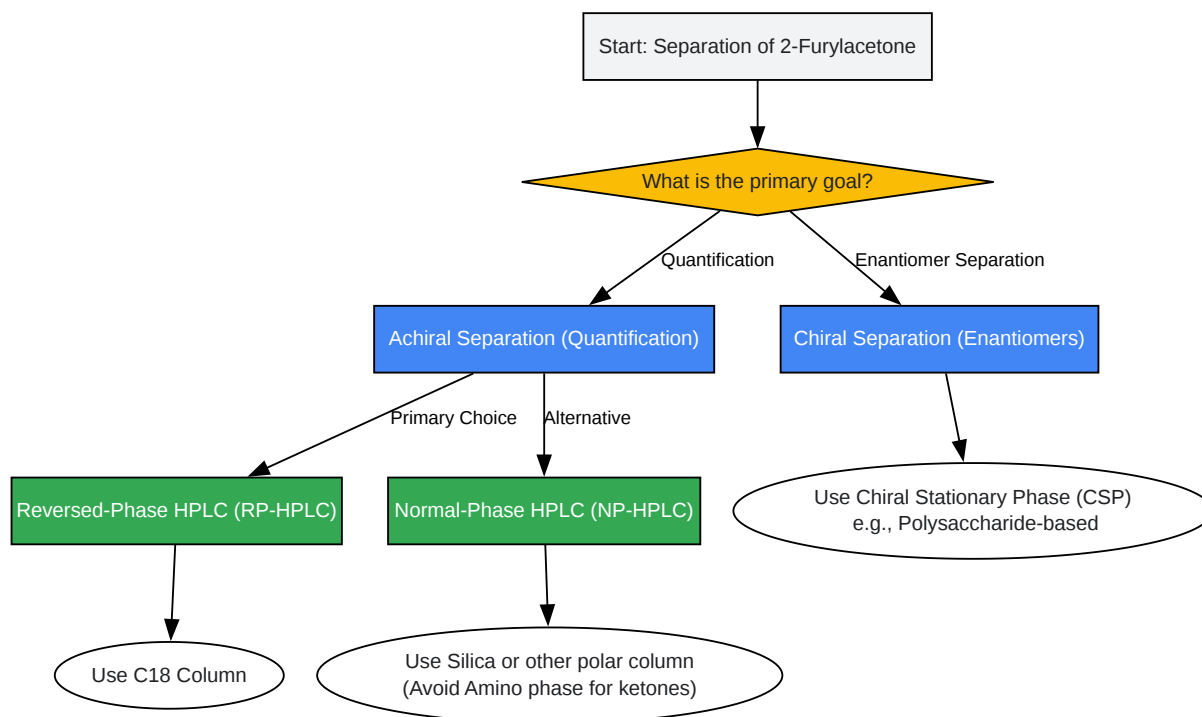 Start: Separation of 2-Furylacetone
What is the primary goal?
Quantification
Enantiomer Separation
Achiral Separation (Quantification)
Chiral Separation (Enantiomers)
Primary Choice
Alternative
Reversed-Phase HPLC (RP-HPLC)
Normal-Phase HPLC (NP-HPLC)
Use Chiral Stationary Phase (CSP)
e.g., Polysaccharide-based
Use C18 Column
Use Silica or other polar column
(Avoid Amino phase for ketones)